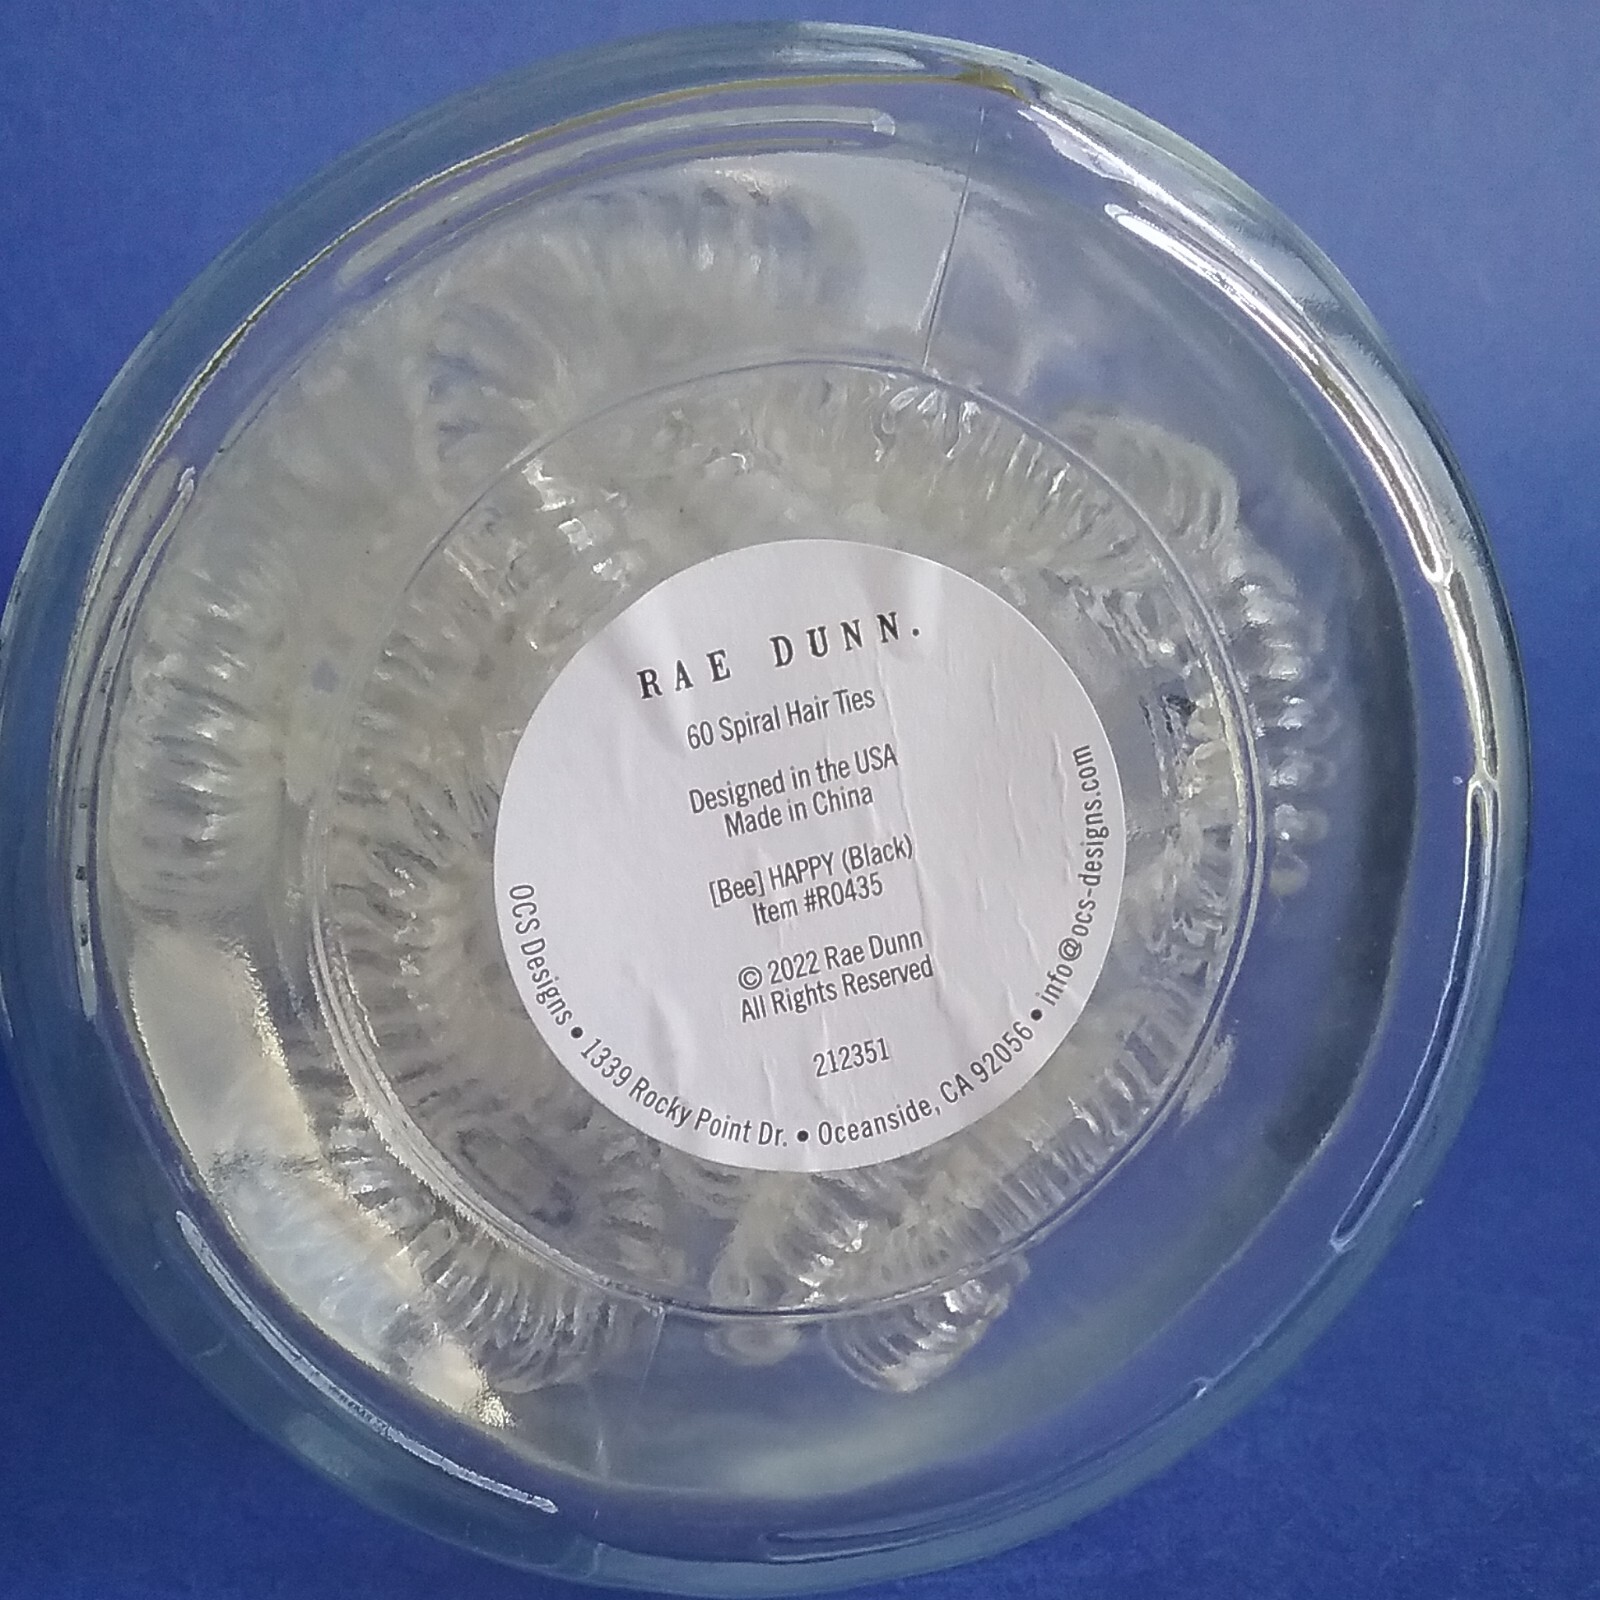 RAE DUNN.
60 Spiral Hair Ties
Designed in the USA
Made in China
[Bee] HAPPY (Black)
Item #R0435
© 2022 Rae Dunn
All Rights Reserved
212351
OCS Designs • 1339 Rocky Point Dr. • Oceanside, CA 92056 • info@ocs-designs.com